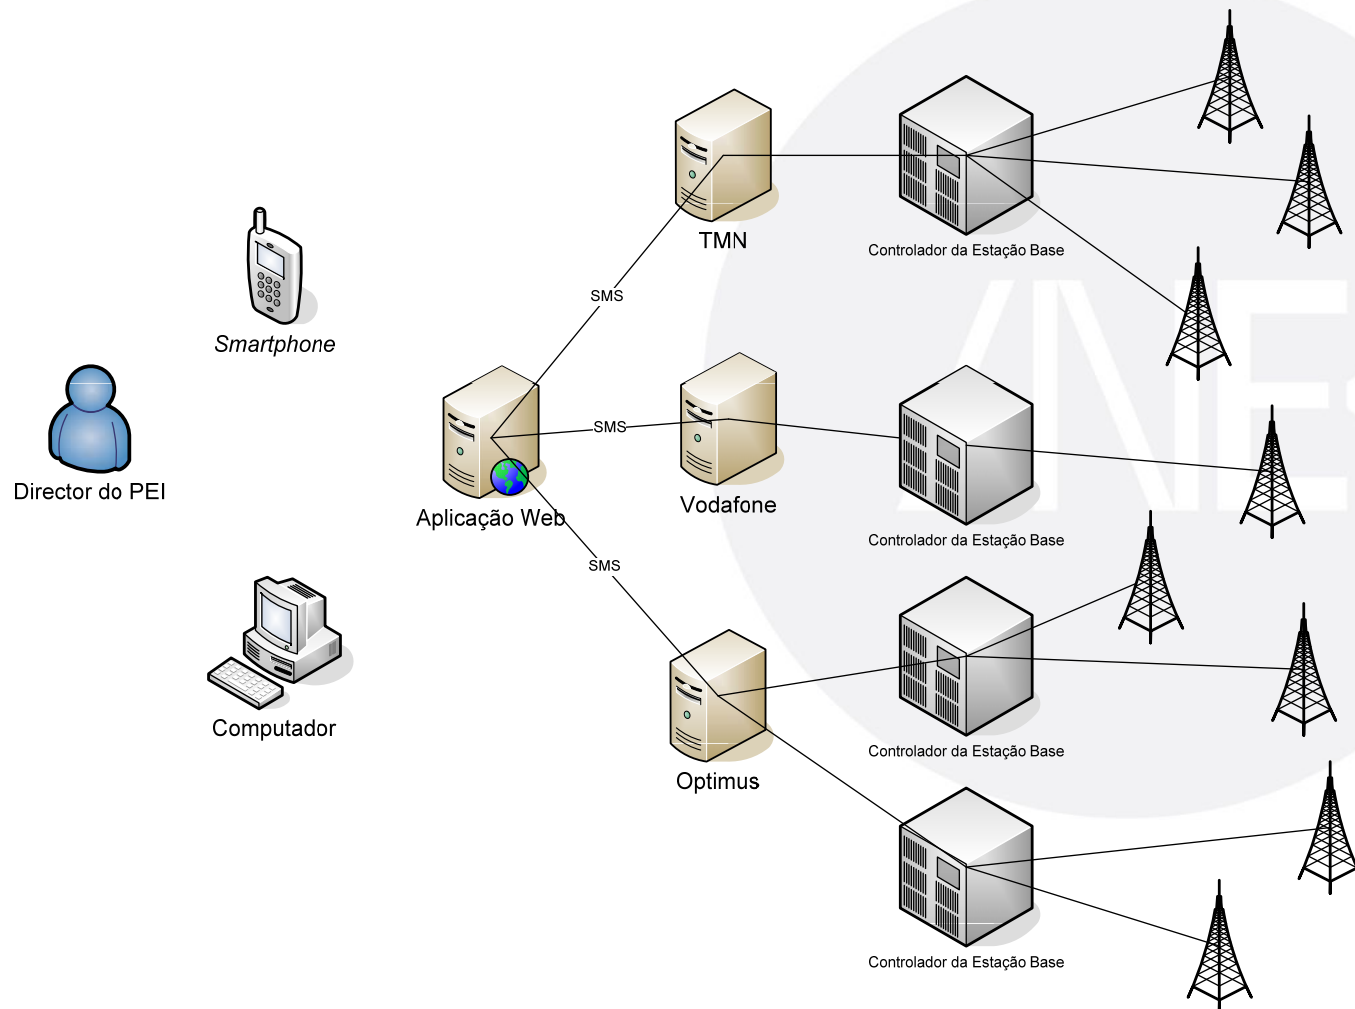 TMN
Controlador da Estação Base
SMS
Smartphone
SMS
Director do PEI
Aplicação Web
Vodafone
Controlador da Estação Base
SMS
Computador
Optimus
Controlador da Estação Base
Controlador da Estação Base